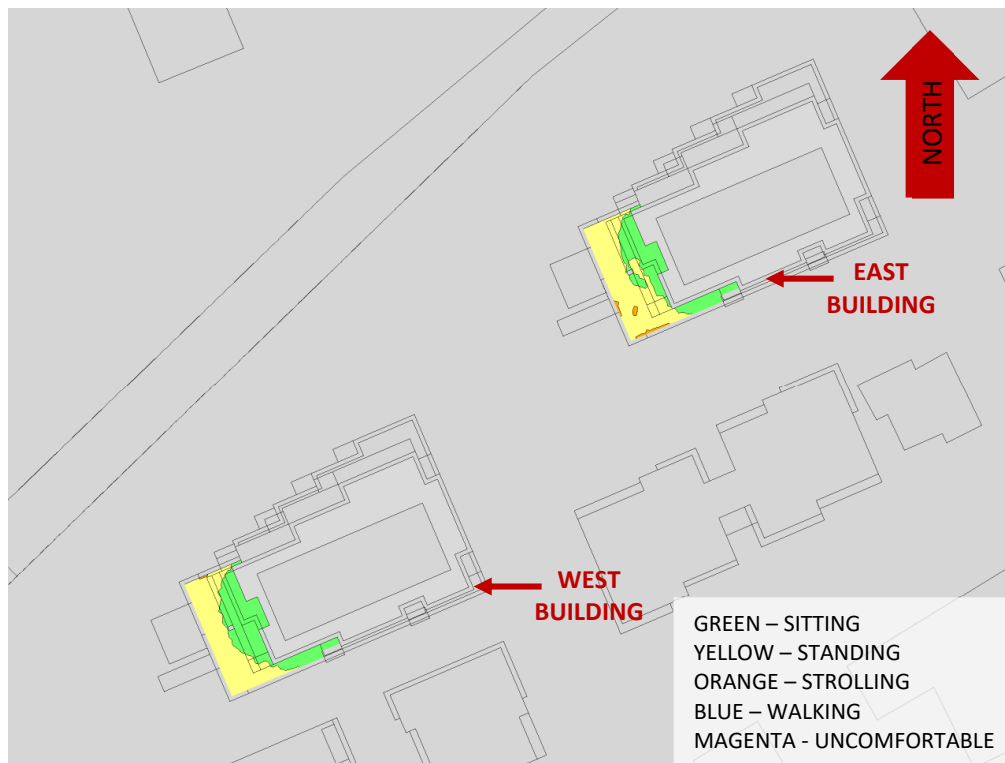 NORTH
EAST
BUILDING
WEST
BUILDING
GREEN – SITTING
YELLOW – STANDING
ORANGE – STROLLING
BLUE – WALKING
MAGENTA - UNCOMFORTABLE